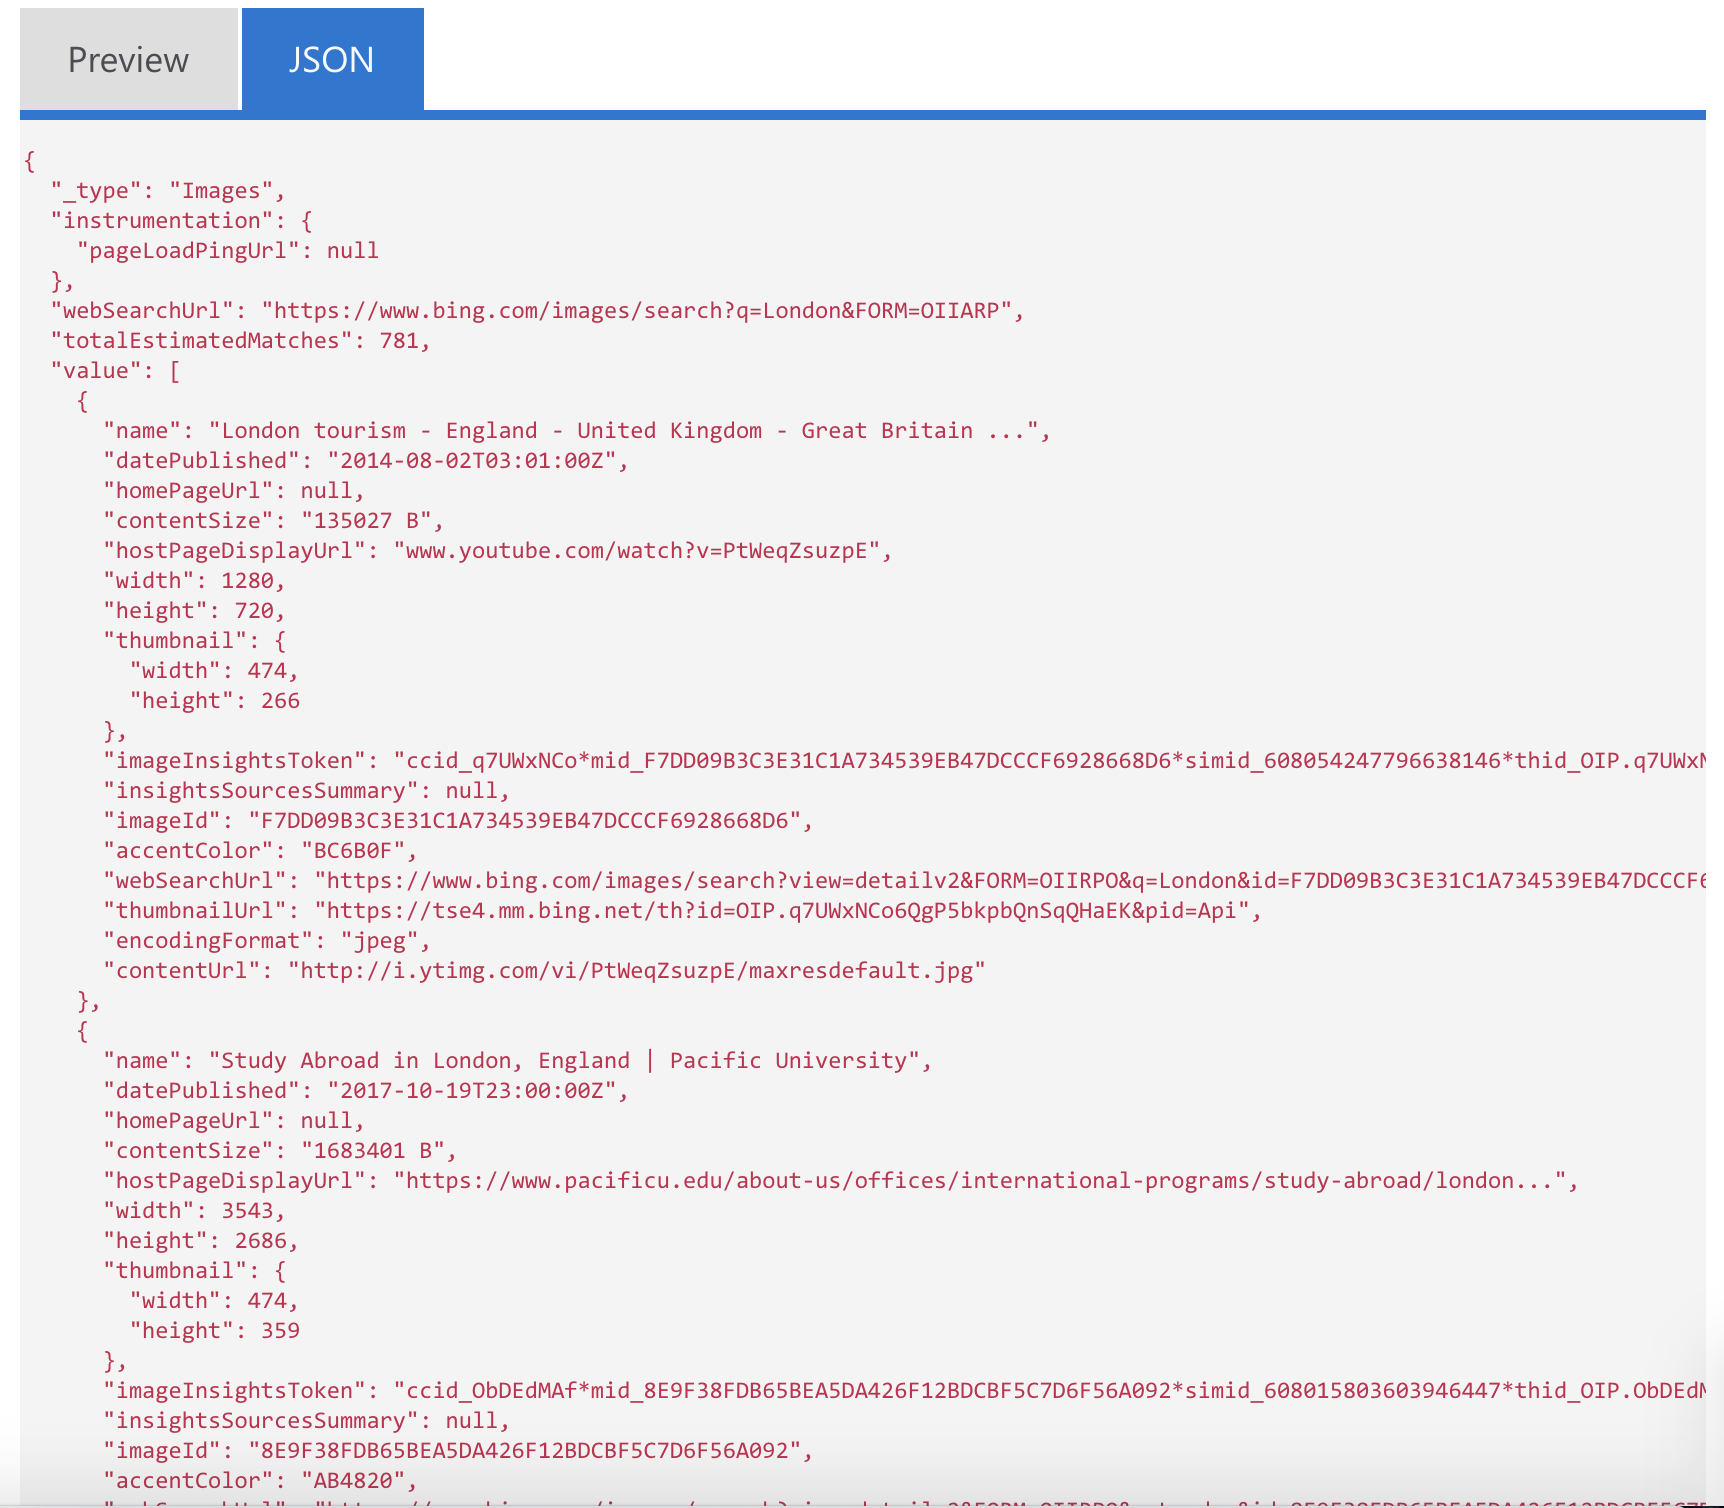 Preview JSON
{
"_type": "Images",
"instrumentation": {
"pageLoadPingUrl": null
},
"webSearchUrl": "https://www.bing.com/images/search?q=London&FORM=OIIARP",
"totalEstimatedMatches": 781,
"value": [
{
"name": "London tourism - England - United Kingdom - Great Britain ...",
"datePublished": "2014-08-02T03:01:00Z",
"homePageUrl": null,
"contentSize": "135027 B",
"hostPageDisplayUrl": "www.youtube.com/watch?v=PtWeqZsuzpE",
"width": 1280,
"height": 720,
"thumbnail": {
"width": 474,
"height": 266
},
"imageInsightsToken": "ccid_q7UWxNCo*mid_F7DD09B3C3E31C1A734539EB47DCCCF6928668D6*simid_608054247796638146*thid_OIP.q7UWx
"insightsSourcesSummary": null,
"imageId": "F7DD09B3C3E31C1A734539EB47DCCCF6928668D6",
"accentColor": "BC6B0F",
"webSearchUrl": "https://www.bing.com/images/search?view=detailv2&FORM=OIIRPO&q=London&id=F7DD09B3C3E31C1A734539EB47DCCCF
"thumbnailUrl": "https://tse4.mm.bing.net/th?id=OIP.q7UWxNCo6QgP5bkpbQnSqQHaEK&pid=Api",
"encodingFormat": "jpeg",
"contentUrl": "http://i.ytimg.com/vi/PtWeqZsuzpE/maxresdefault.jpg"
},
{
"name": "Study Abroad in London, England | Pacific University",
"datePublished": "2017-10-19T23:00:00Z",
"homePageUrl": null,
"contentSize": "1683401 B",
"hostPageDisplayUrl": "https://www.pacificu.edu/about-us/offices/international-programs/study-abroad/london...",
"width": 3543,
"height": 2686,
"thumbnail": {
"width": 474,
"height": 359
},
"imageInsightsToken": "ccid_ObDEdMAf*mid_8E9F38FDB65BEA5DA426F12BDCBF5C7D6F56A092*simid_608015803603946447*thid_OIP.ObDEd
"insightsSourcesSummary": null,
"imageId": "8E9F38FDB65BEA5DA426F12BDCBF5C7D6F56A092",
"accentColor": "AB4820",